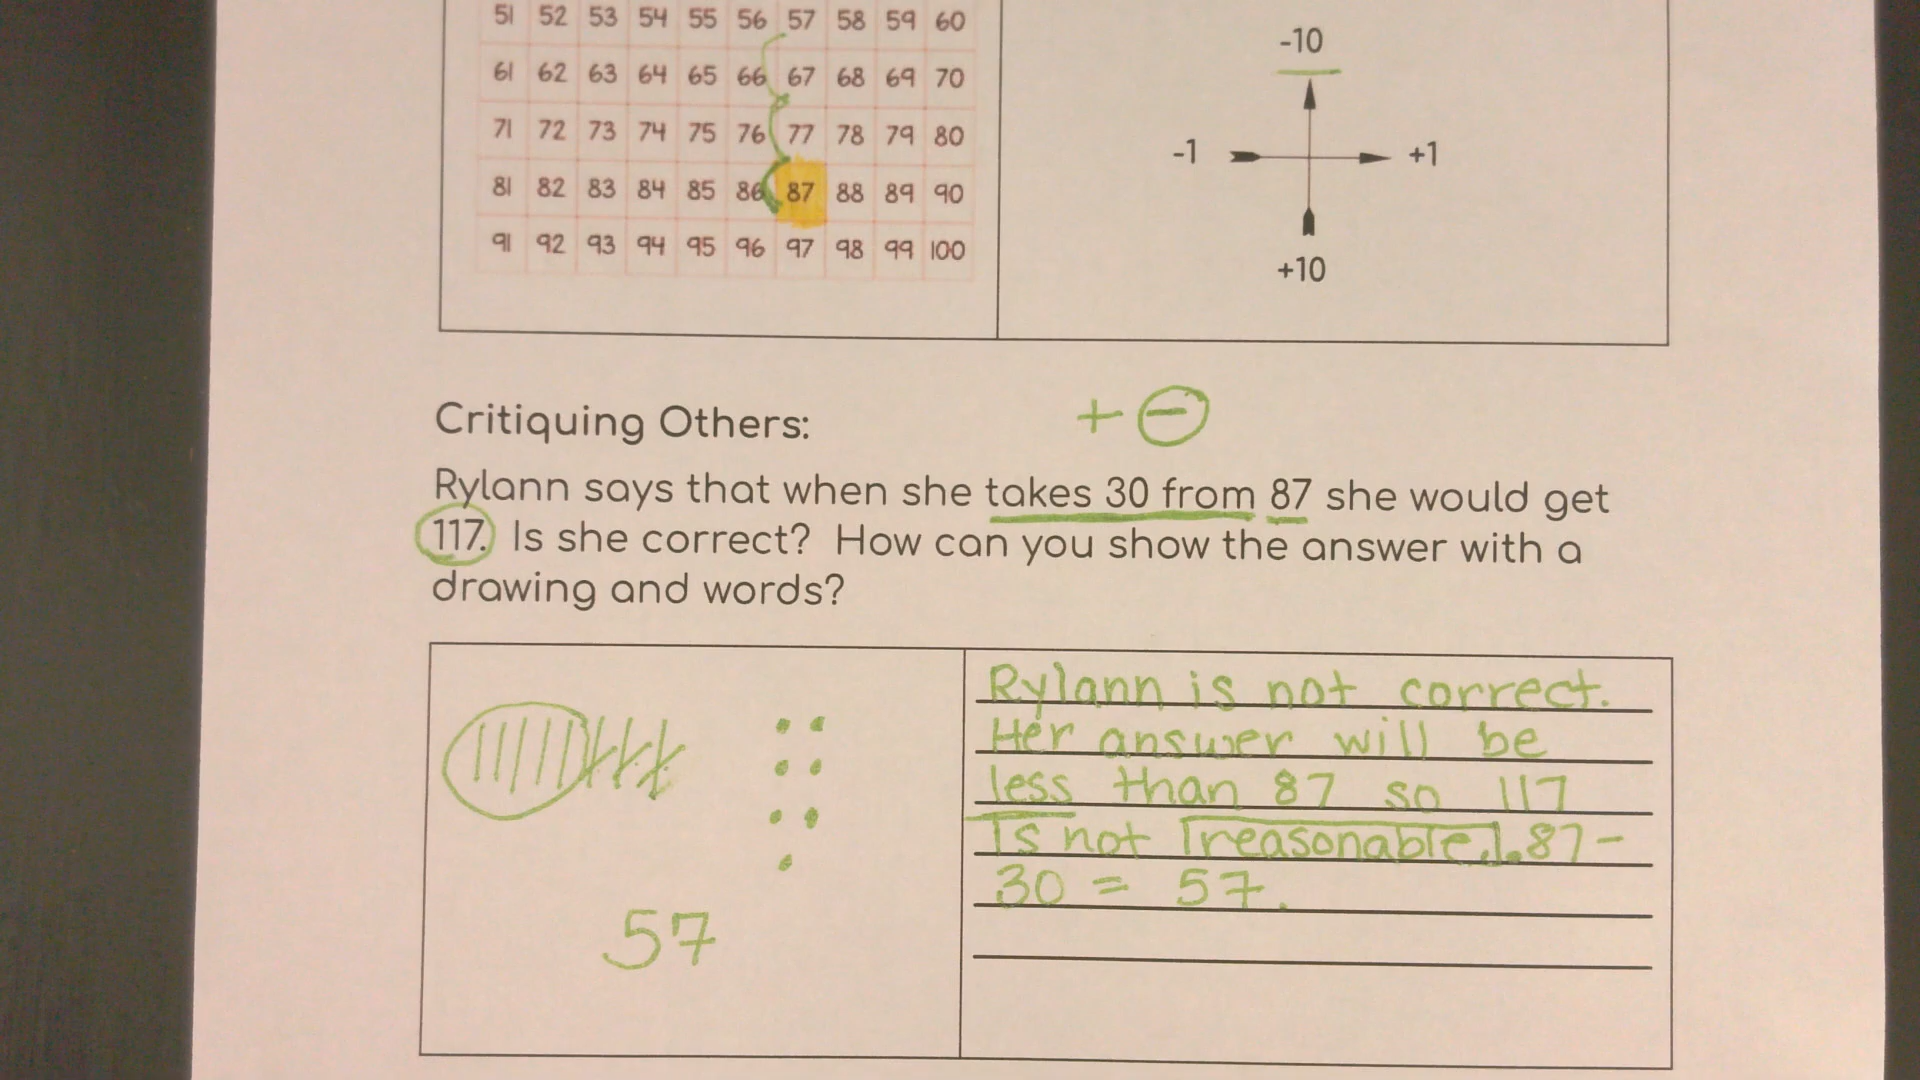 51 52 53 54 55 56 57 58 59 60
61 62 63 64 65 66 67 68 69 70
71 72 73 74 75 76 77 78 79 80
81 82 83 84 85 86 87 88 89 90
91 92 93 94 95 96 97 98 99 100
-10
-1 +1
+10
Critiquing Others:
+ -
Rylann says that when she takes 30 from 87 she would get
117. Is she correct? How can you show the answer with a
drawing and words?
57
Rylann is not correct.
Her answer will be
less than 87 so 117
Is not reasonable. 87-
30 = 57.